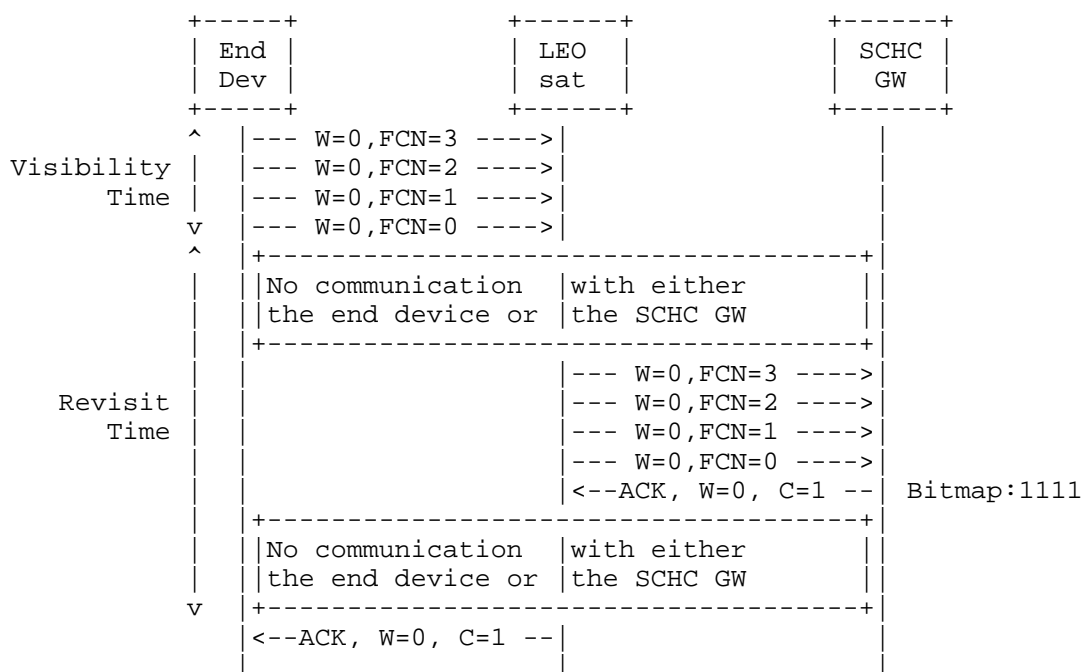 +-----+ +------+ +------+
| End | | LEO | | SCHC |
| Dev | | sat | | GW |
+-----+ +------+ +------+
^ |--- W=0,FCN=3 ---->| |
Visibility | |--- W=0,FCN=2 ---->| |
Time | |--- W=0,FCN=1 ---->| |
v |--- W=0,FCN=0 ---->| |
^ |+-------------------------------------+|
| ||No communication |with either ||
| ||the end device or |the SCHC GW ||
| |+-------------------------------------+|
| | |--- W=0,FCN=3 ---->|
Revisit | | |--- W=0,FCN=2 ---->|
Time | | |--- W=0,FCN=1 ---->|
| | |--- W=0,FCN=0 ---->|
| | |<--ACK, W=0, C=1 --| Bitmap:1111
| |+-------------------------------------+|
| ||No communication |with either ||
| ||the end device or |the SCHC GW ||
v |+-------------------------------------+|
|<--ACK, W=0, C=1 --| |
| | |